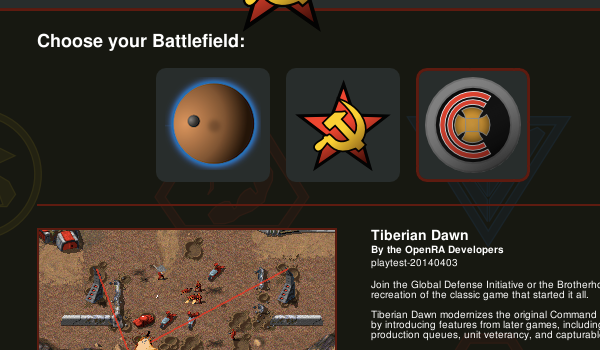 Choose your Battlefield:
Tiberian Dawn
By the OpenRA Developers
playtest-20140403
Join the Global Defense Initiative or the Brotherho
recreation of the classic game that started it all.
Tiberian Dawn modernizes the original Command
by introducing features from later games, including
production queues, unit veterancy, and capturabl